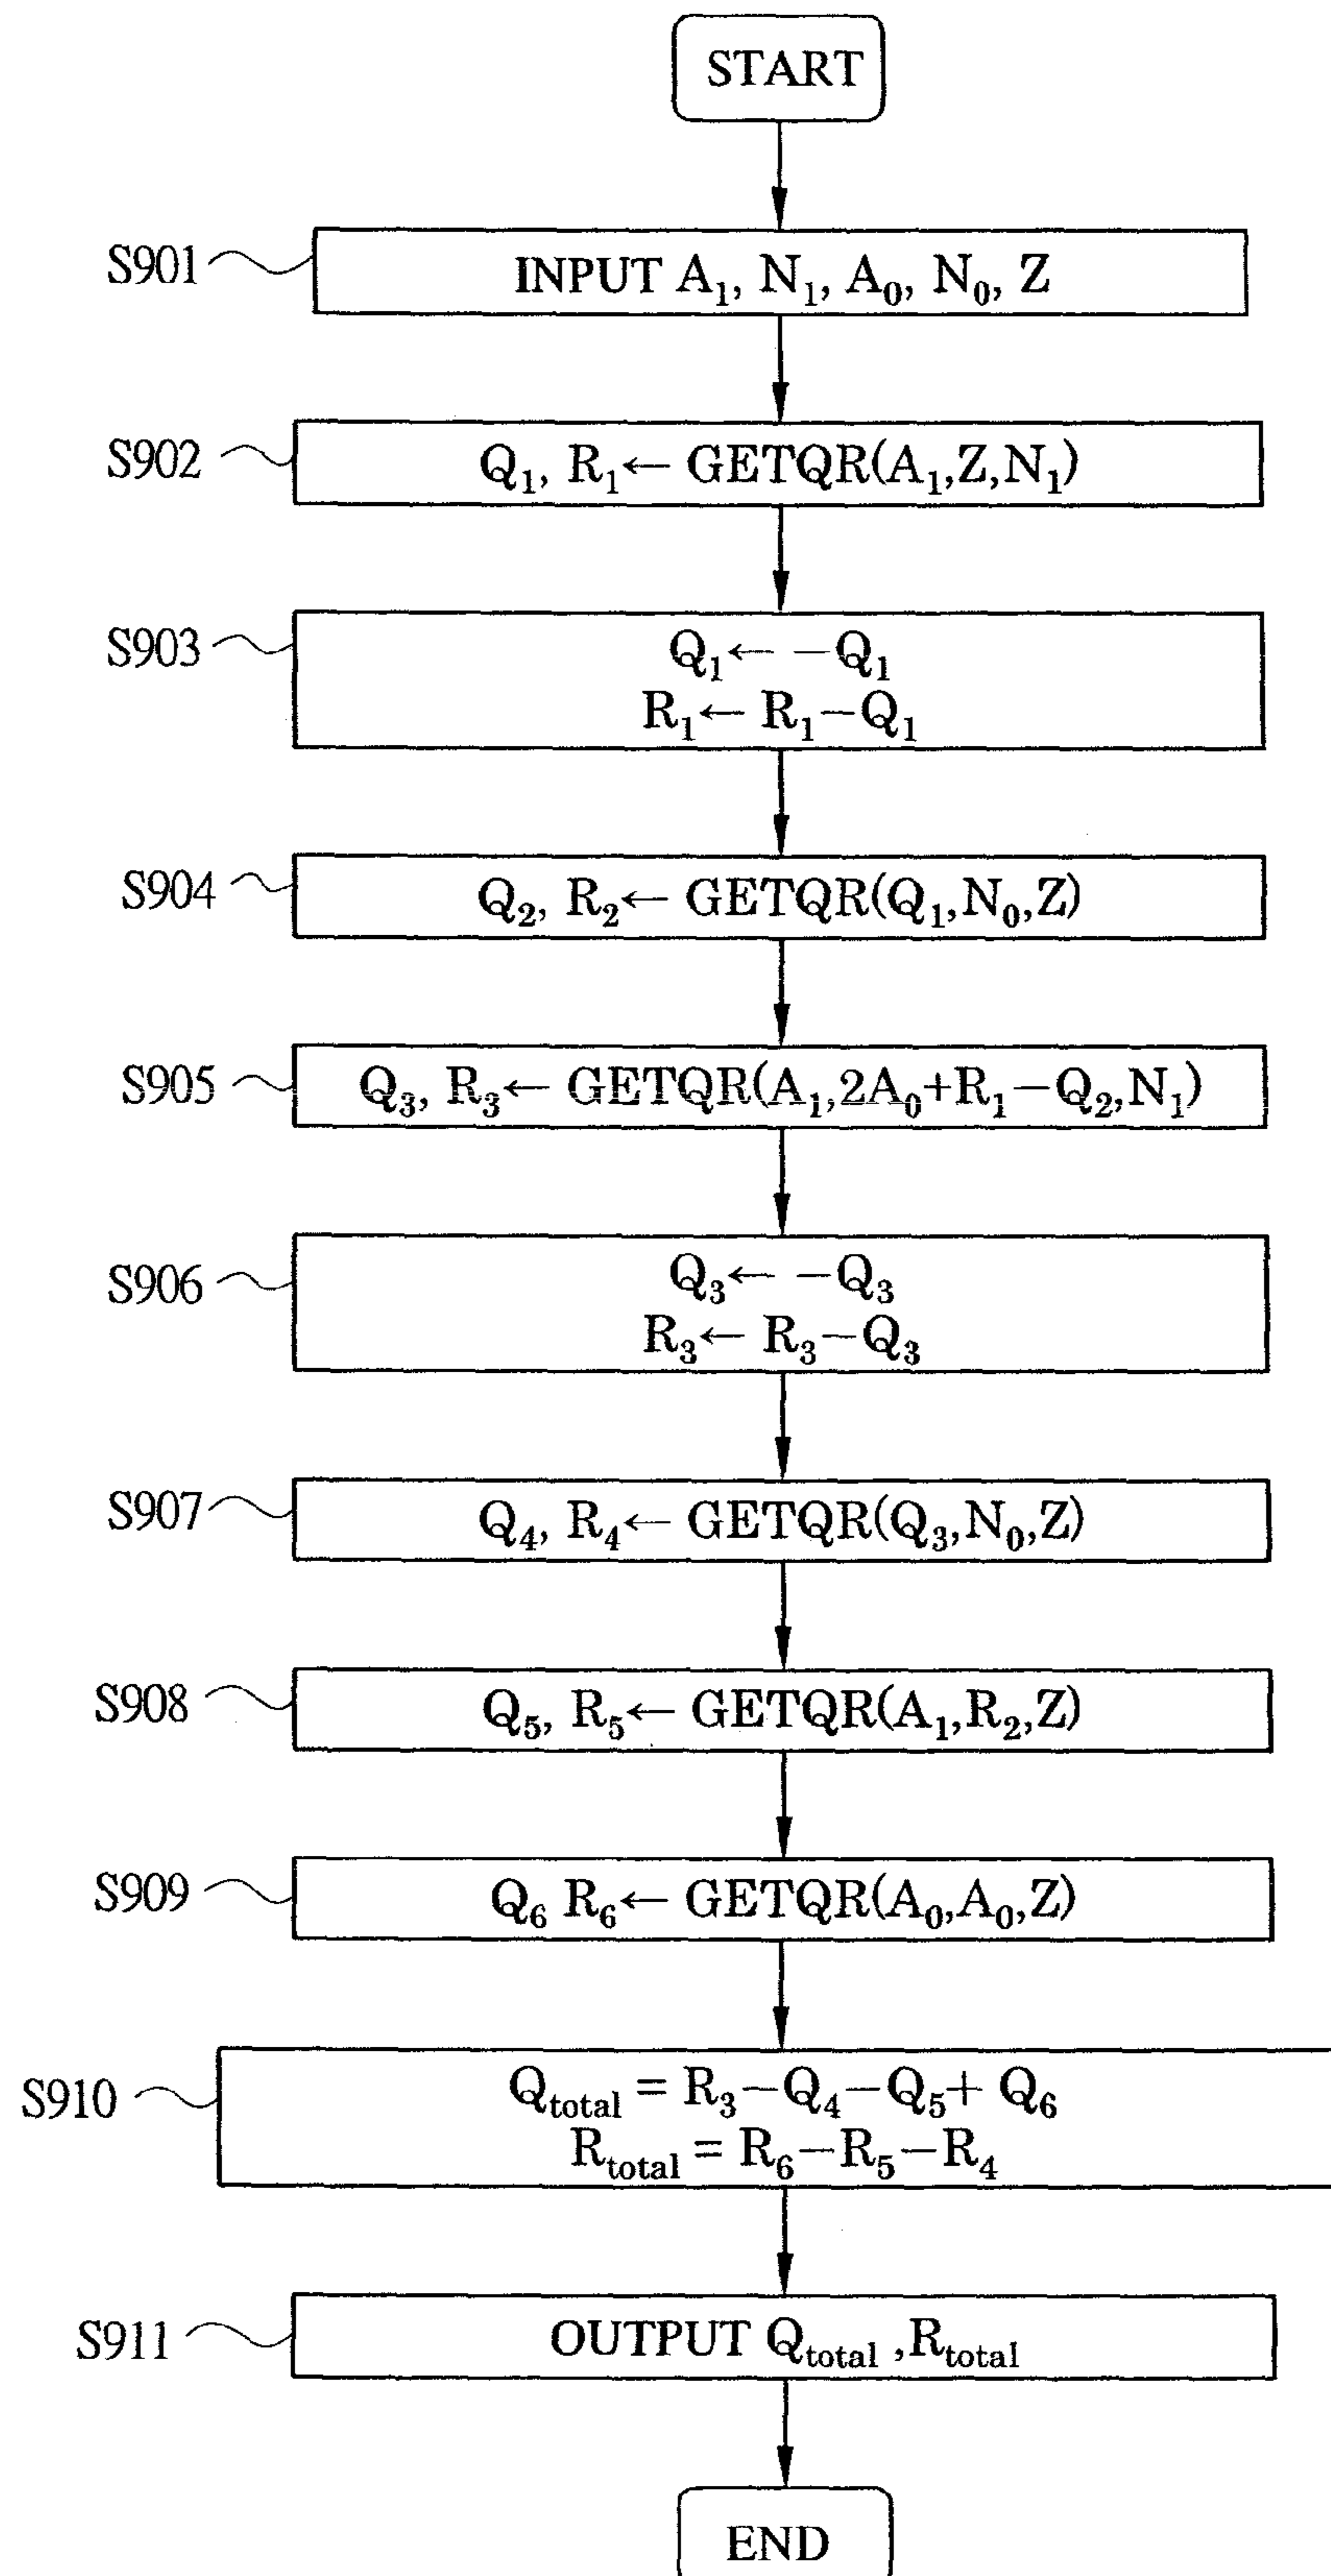 START
S901
INPUT A₁, N₁, A₀, N₀, Z
S902
Q₁, R₁← GETQR(A₁,Z,N₁)
S903
Q₁← −Q₁
R₁← R₁−Q₁
S904
Q₂, R₂← GETQR(Q₁,N₀,Z)
S905
Q₃, R₃← GETQR(A₁,2A₀+R₁−Q₂,N₁)
S906
Q₃← −Q₃
R₃← R₃−Q₃
S907
Q₄, R₄← GETQR(Q₃,N₀,Z)
S908
Q₅, R₅← GETQR(A₁,R₂,Z)
S909
Q₆ R₆← GETQR(A₀,A₀,Z)
S910
Q_total = R₃−Q₄−Q₅+ Q₆
R_total = R₆−R₅−R₄
S911
OUTPUT Q_total ,R_total
END